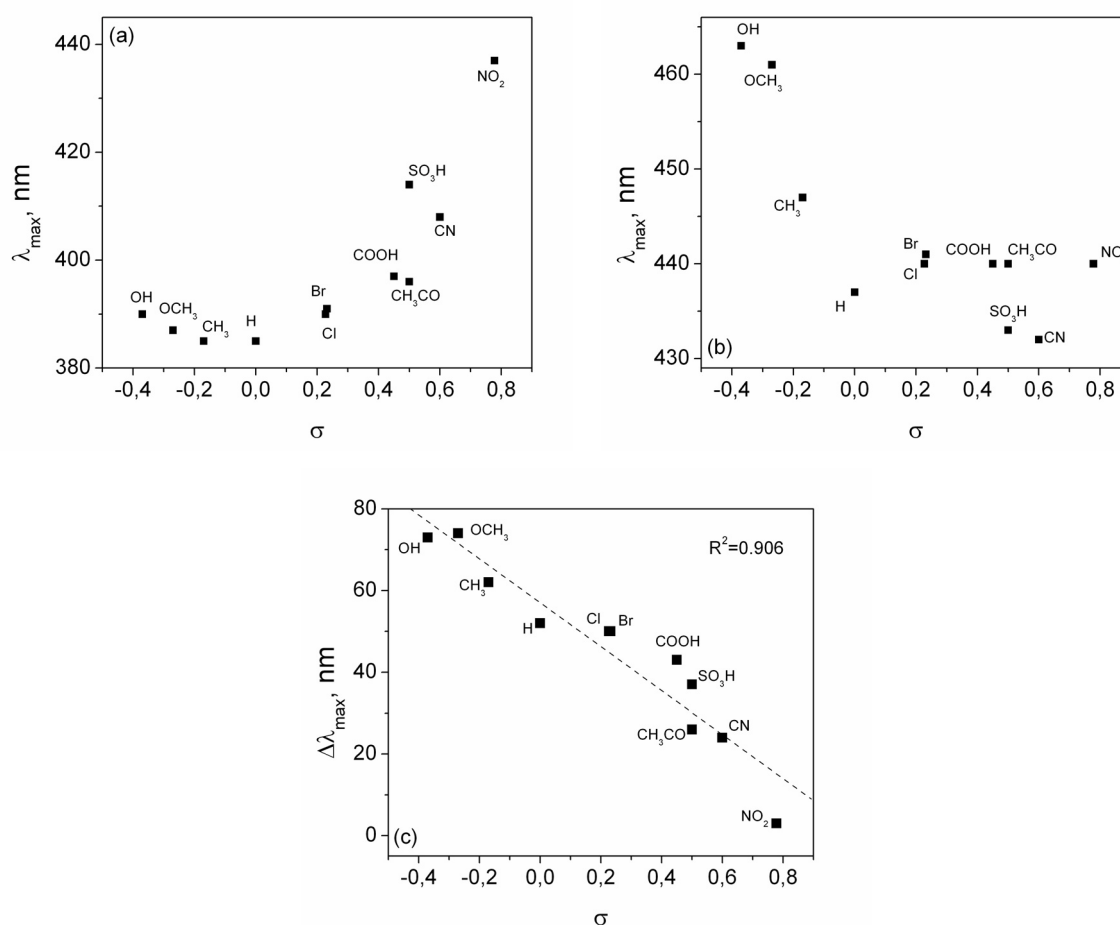 (a)
440
NO₂
420
SO₃H
CN
400
COOH
CH₃CO
OH
OCH₃
CH₃
H
Br
Cl
380
-0,4 -0,2 0,0 0,2 0,4 0,6 0,8
λmax, nm
σ
OH
460
OCH₃
450
CH₃
440
Br
Cl
COOH
CH₃CO
NO
H
SO₃H
CN
430
(b)
-0,4 -0,2 0,0 0,2 0,4 0,6 0,8
λmax, nm
σ
80
OCH₃
OH
R²=0.906
60
CH₃
H
Cl Br
COOH
40
SO₃H
CH₃CO
CN
20
NO₂
0
(c)
-0,4 -0,2 0,0 0,2 0,4 0,6 0,8
Δλmax, nm
σ